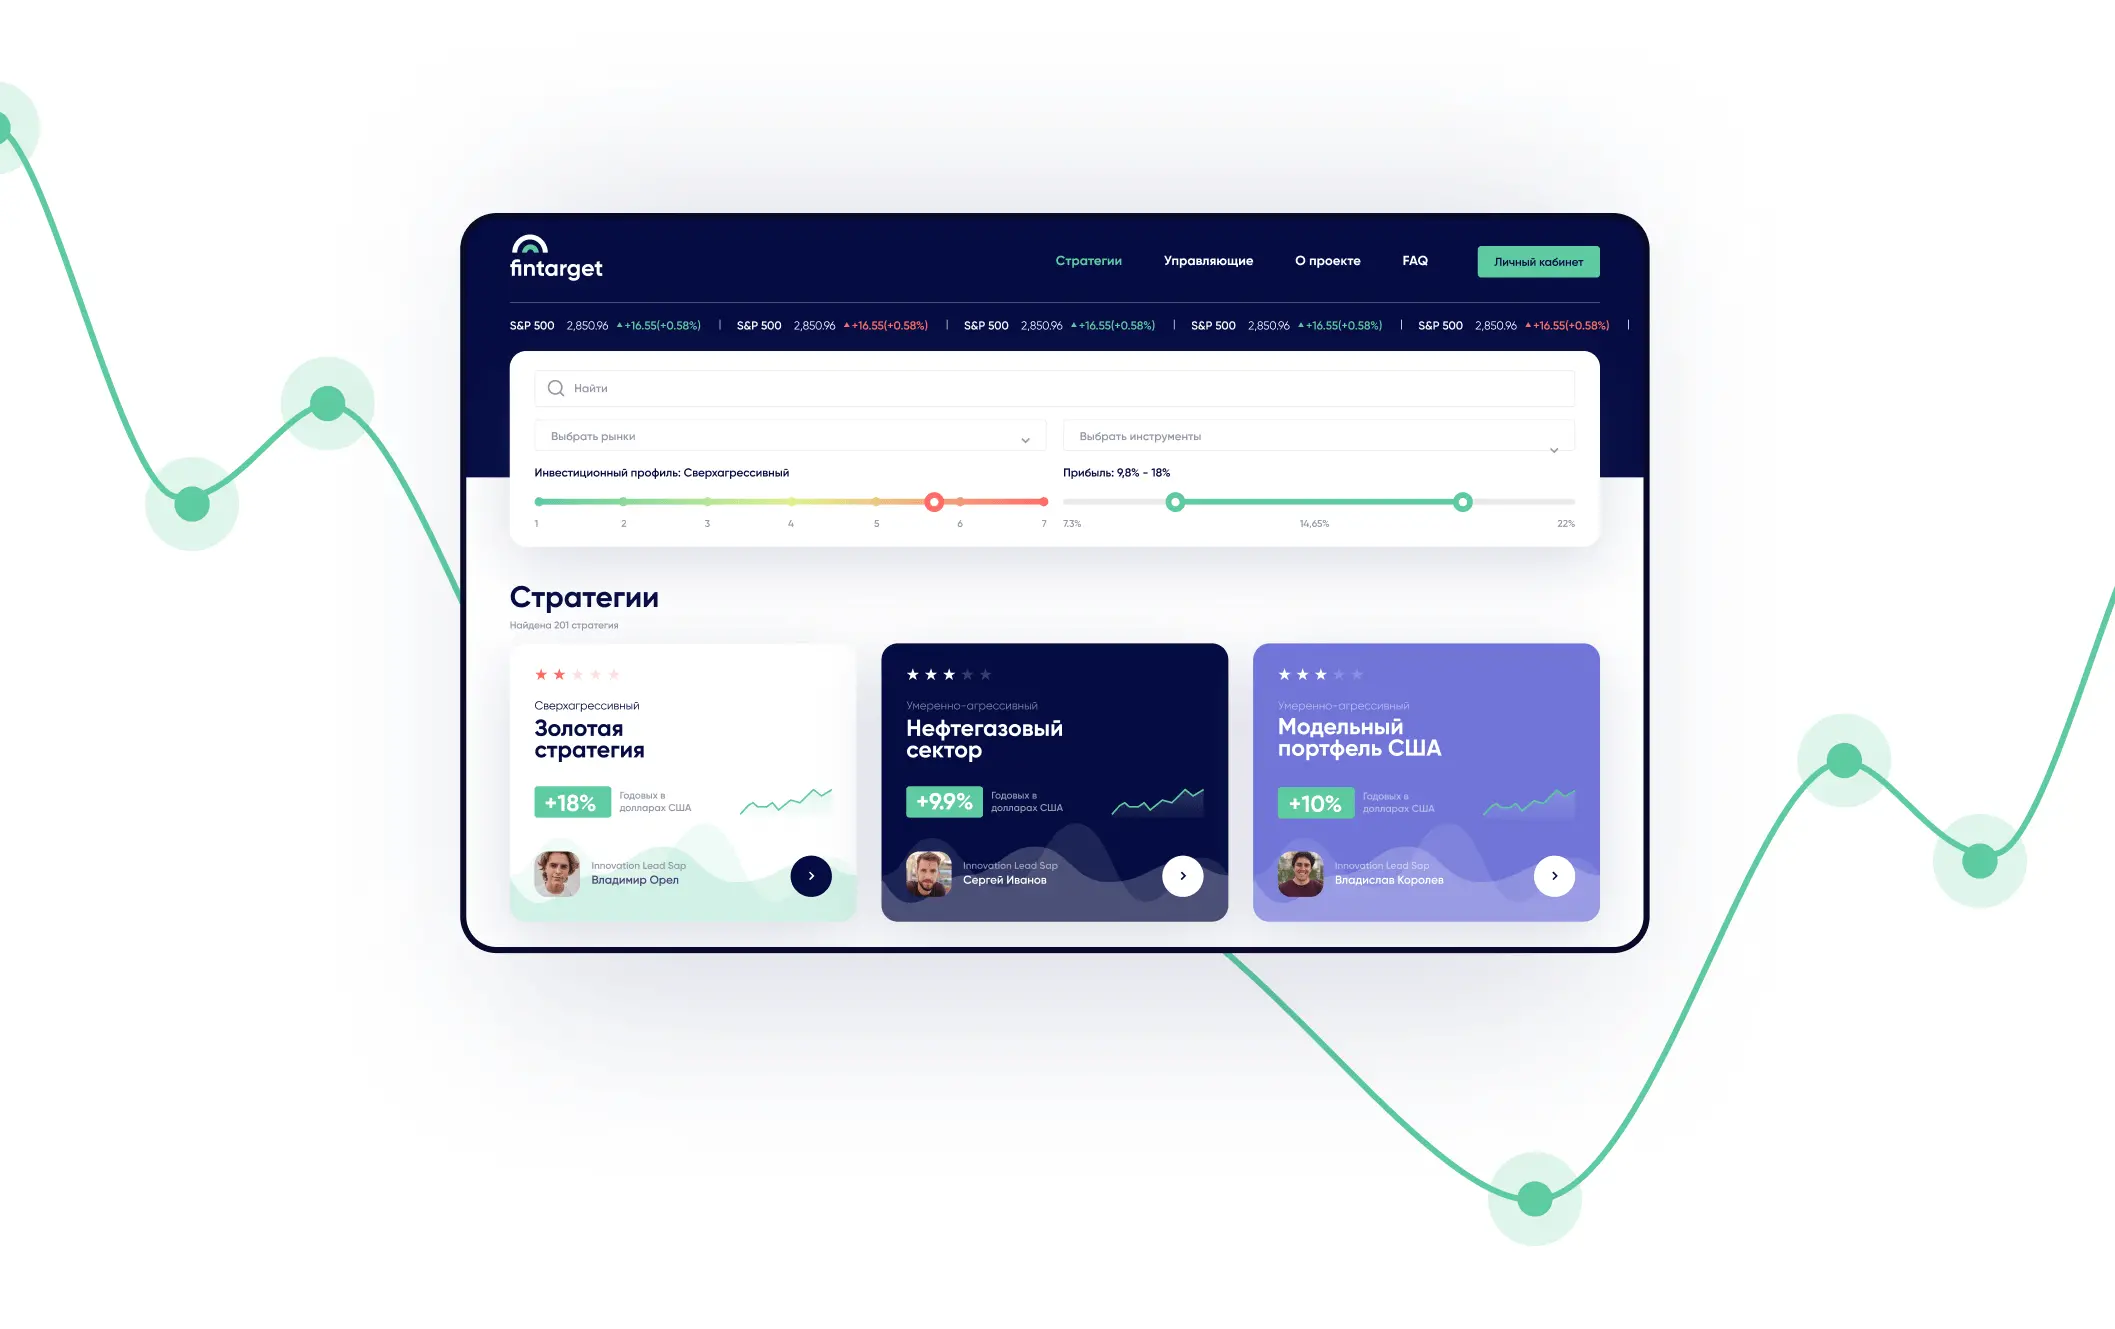 fintarget
Стратегии Управляющие О проекте FAQ Личный кабинет
S&P 500 2,850.96 ▲+16.55(+0.58%) | S&P 500 2,850.96 ▲+16.55(+0.58%) | S&P 500 2,850.96 ▲+16.55(+0.58%) | S&P 500 2,850.96 ▲+16.55(+0.58%) | S&P 500 2,850.96 ▲+16.55(+0.58%) |
Найти
Выбрать рынки
Выбрать инструменты
Инвестиционный профиль: Сверхагрессивный
1 2 3 4 5 6 7
Прибыль: 9,8% - 18%
7.3% 14,65% 22%
Стратегии
Найдена 201 стратегия
Сверхагрессивный
Золотая
стратегия
+18%
Годовых в
долларах США
Innovation Lead Sap
Владимир Орел
Умеренно-агрессивный
Нефтегазовый
сектор
+9.9%
Годовых в
долларах США
Innovation Lead Sap
Сергей Иванов
Умеренно-агрессивный
Модельный
портфель США
+10%
Годовых в
долларах США
Innovation Lead Sap
Владислав Королев